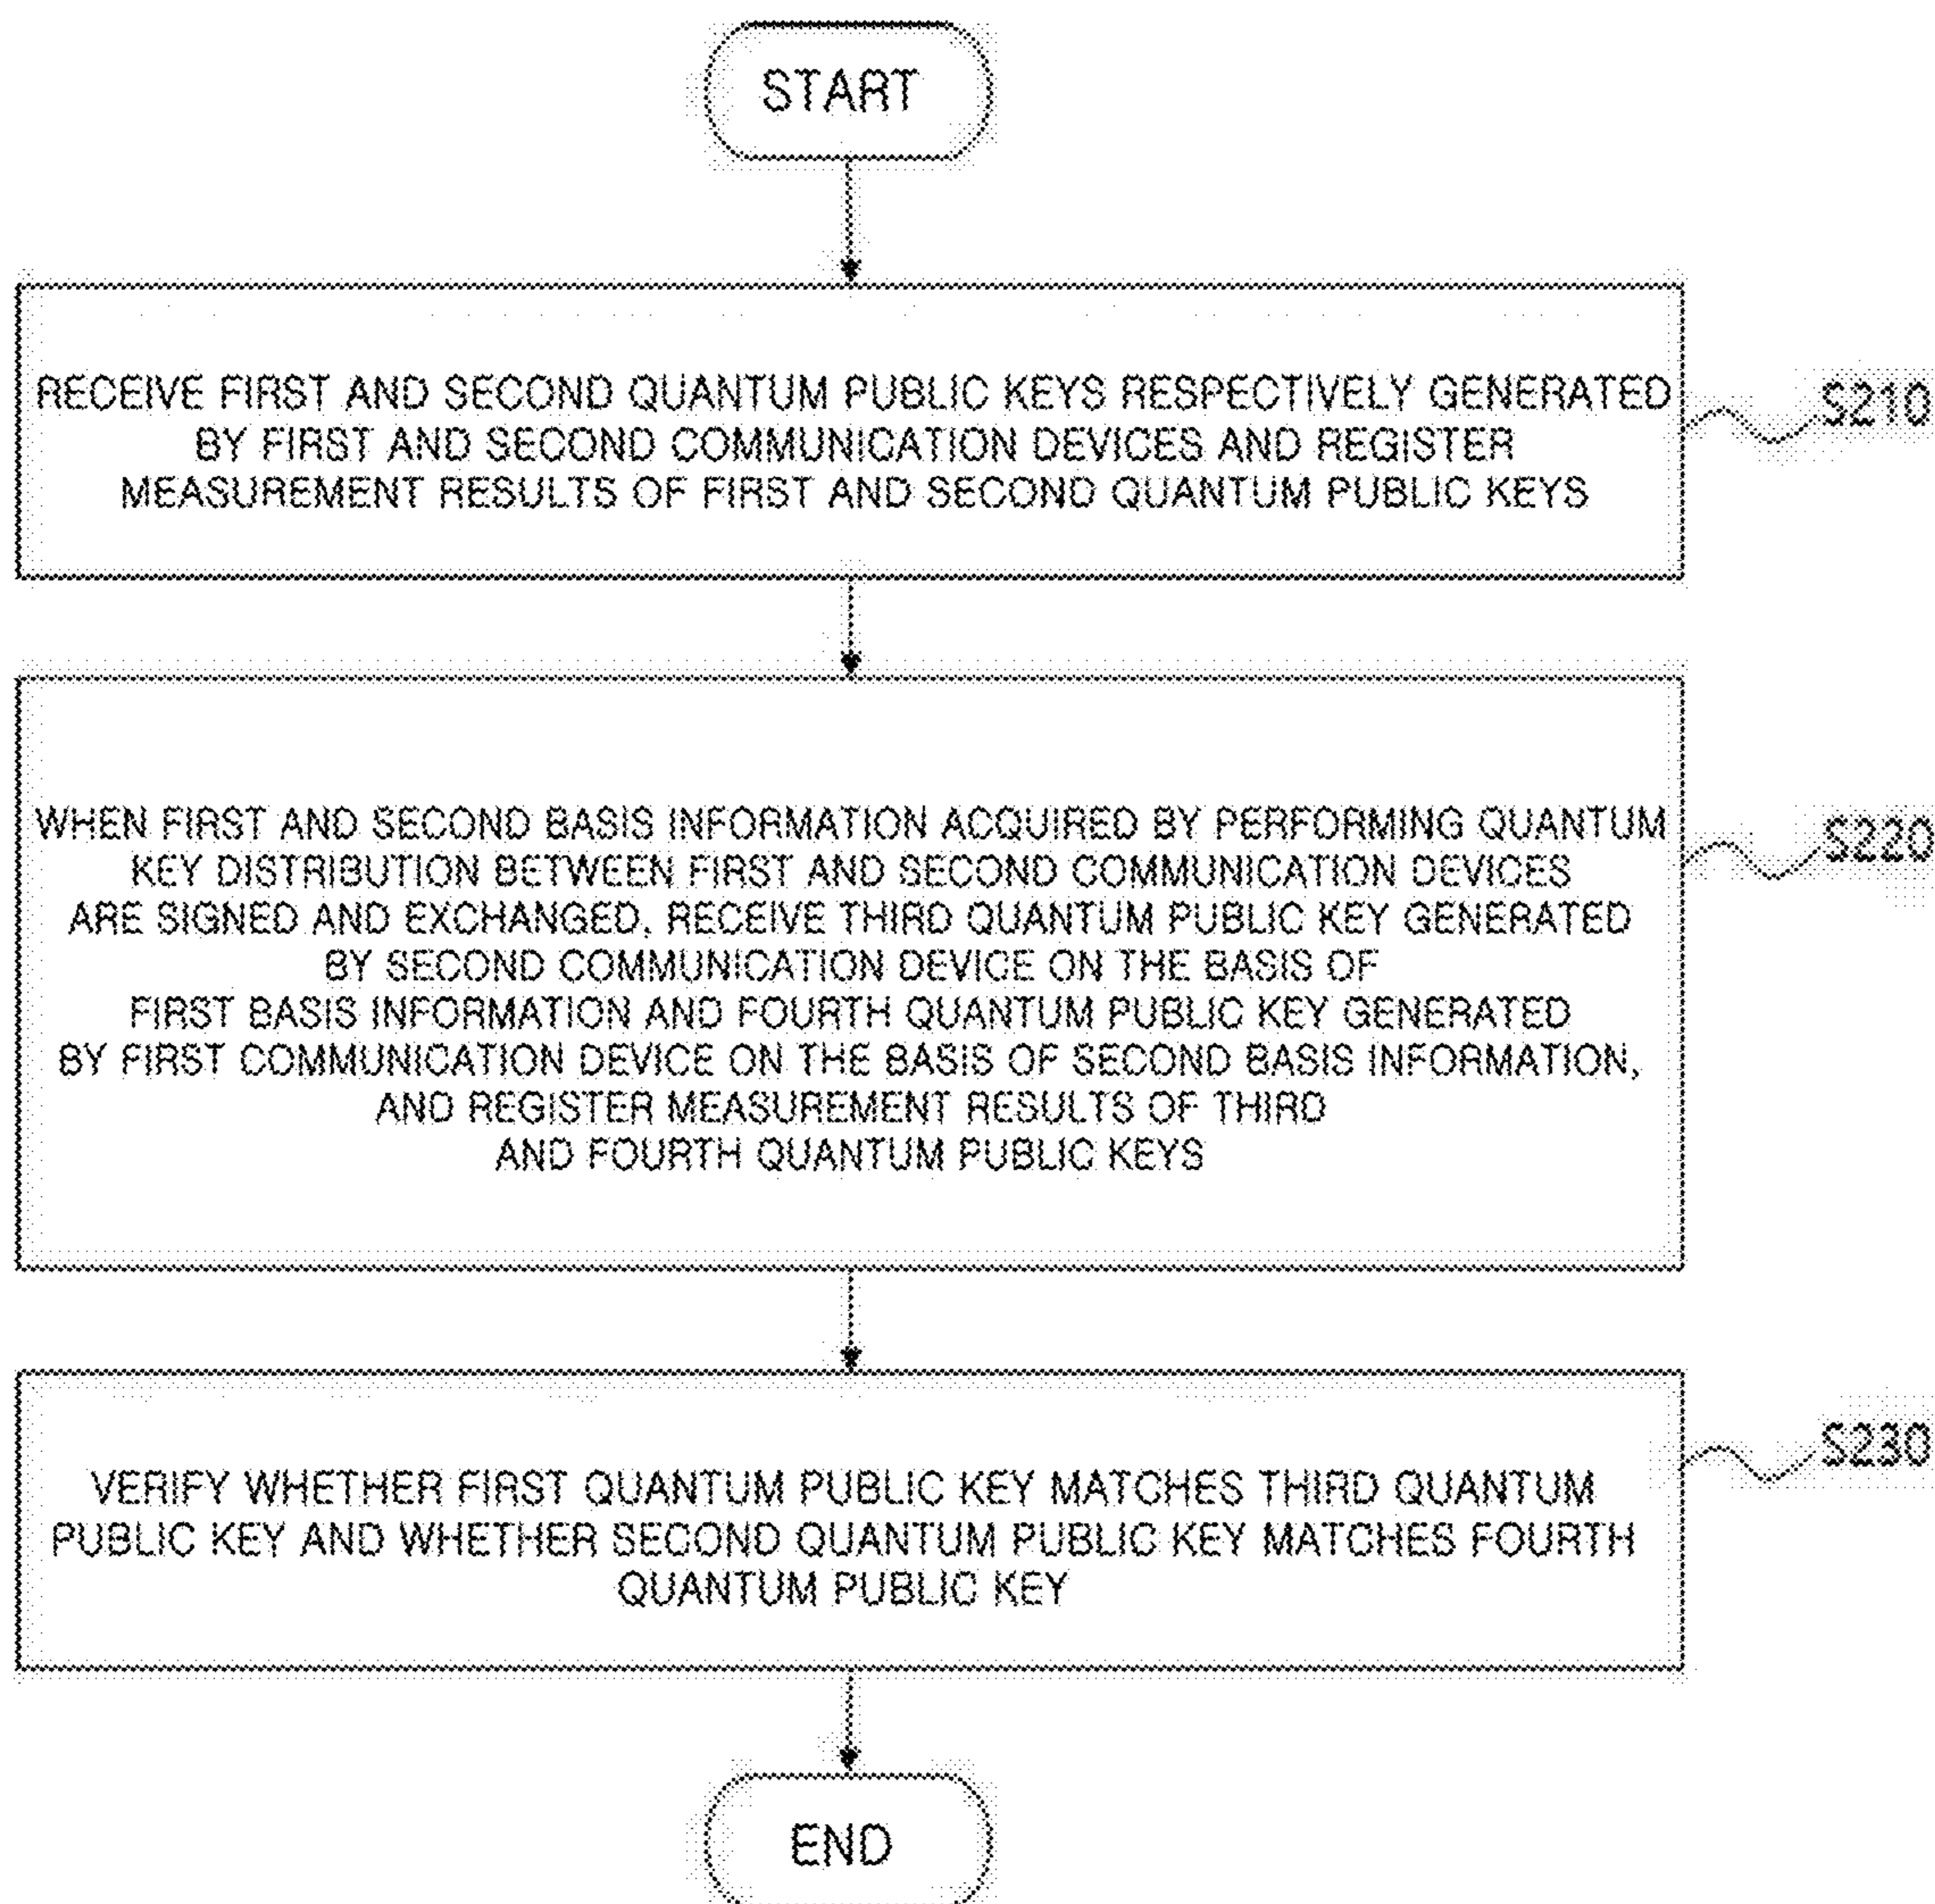 START
RECEIVE FIRST AND SECOND QUANTUM PUBLIC KEYS RESPECTIVELY GENERATED
BY FIRST AND SECOND COMMUNICATION DEVICES AND REGISTER
MEASUREMENT RESULTS OF FIRST AND SECOND QUANTUM PUBLIC KEYS
S210
WHEN FIRST AND SECOND BASIS INFORMATION ACQUIRED BY PERFORMING QUANTUM
KEY DISTRIBUTION BETWEEN FIRST AND SECOND COMMUNICATION DEVICES
ARE SIGNED AND EXCHANGED, RECEIVE THIRD QUANTUM PUBLIC KEY GENERATED
BY SECOND COMMUNICATION DEVICE ON THE BASIS OF
FIRST BASIS INFORMATION AND FOURTH QUANTUM PUBLIC KEY GENERATED
BY FIRST COMMUNICATION DEVICE ON THE BASIS OF SECOND BASIS INFORMATION,
AND REGISTER MEASUREMENT RESULTS OF THIRD
AND FOURTH QUANTUM PUBLIC KEYS
S220
VERIFY WHETHER FIRST QUANTUM PUBLIC KEY MATCHES THIRD QUANTUM
PUBLIC KEY AND WHETHER SECOND QUANTUM PUBLIC KEY MATCHES FOURTH
QUANTUM PUBLIC KEY
S230
END